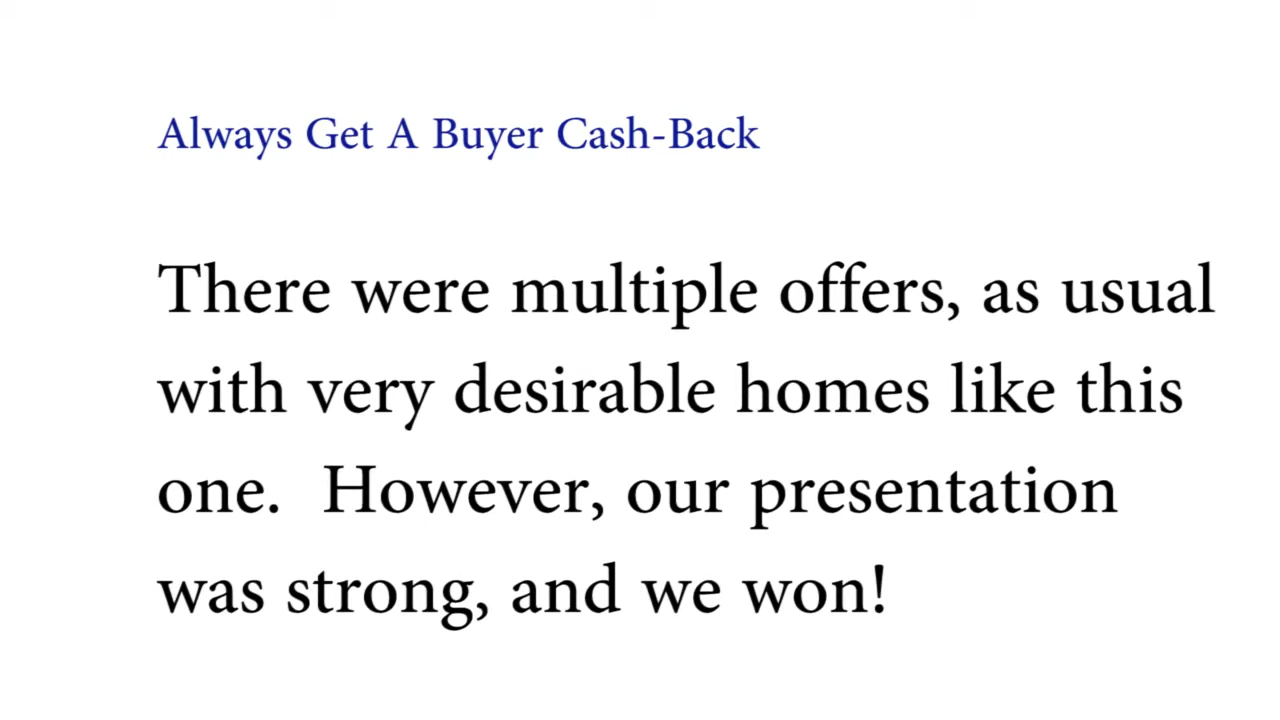 Always Get A Buyer Cash-Back
There were multiple offers, as usual
with very desirable homes like this
one.  However, our presentation
was strong, and we won!